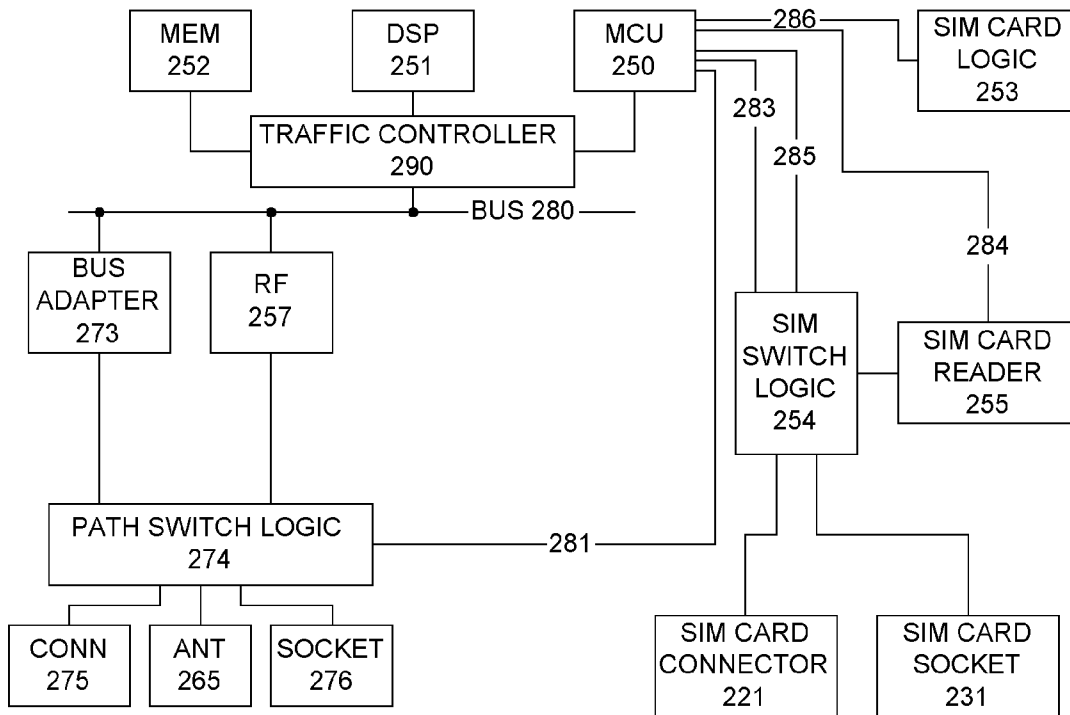 MEM
252
DSP
251
MCU
250
286
SIM CARD
LOGIC
253
283
TRAFFIC CONTROLLER
290
285
BUS 280
284
BUS
ADAPTER
273
RF
257
SIM
SWITCH
LOGIC
254
SIM CARD
READER
255
PATH SWITCH LOGIC
274
281
CONN
275
ANT
265
SOCKET
276
SIM CARD
CONNECTOR
221
SIM CARD
SOCKET
231